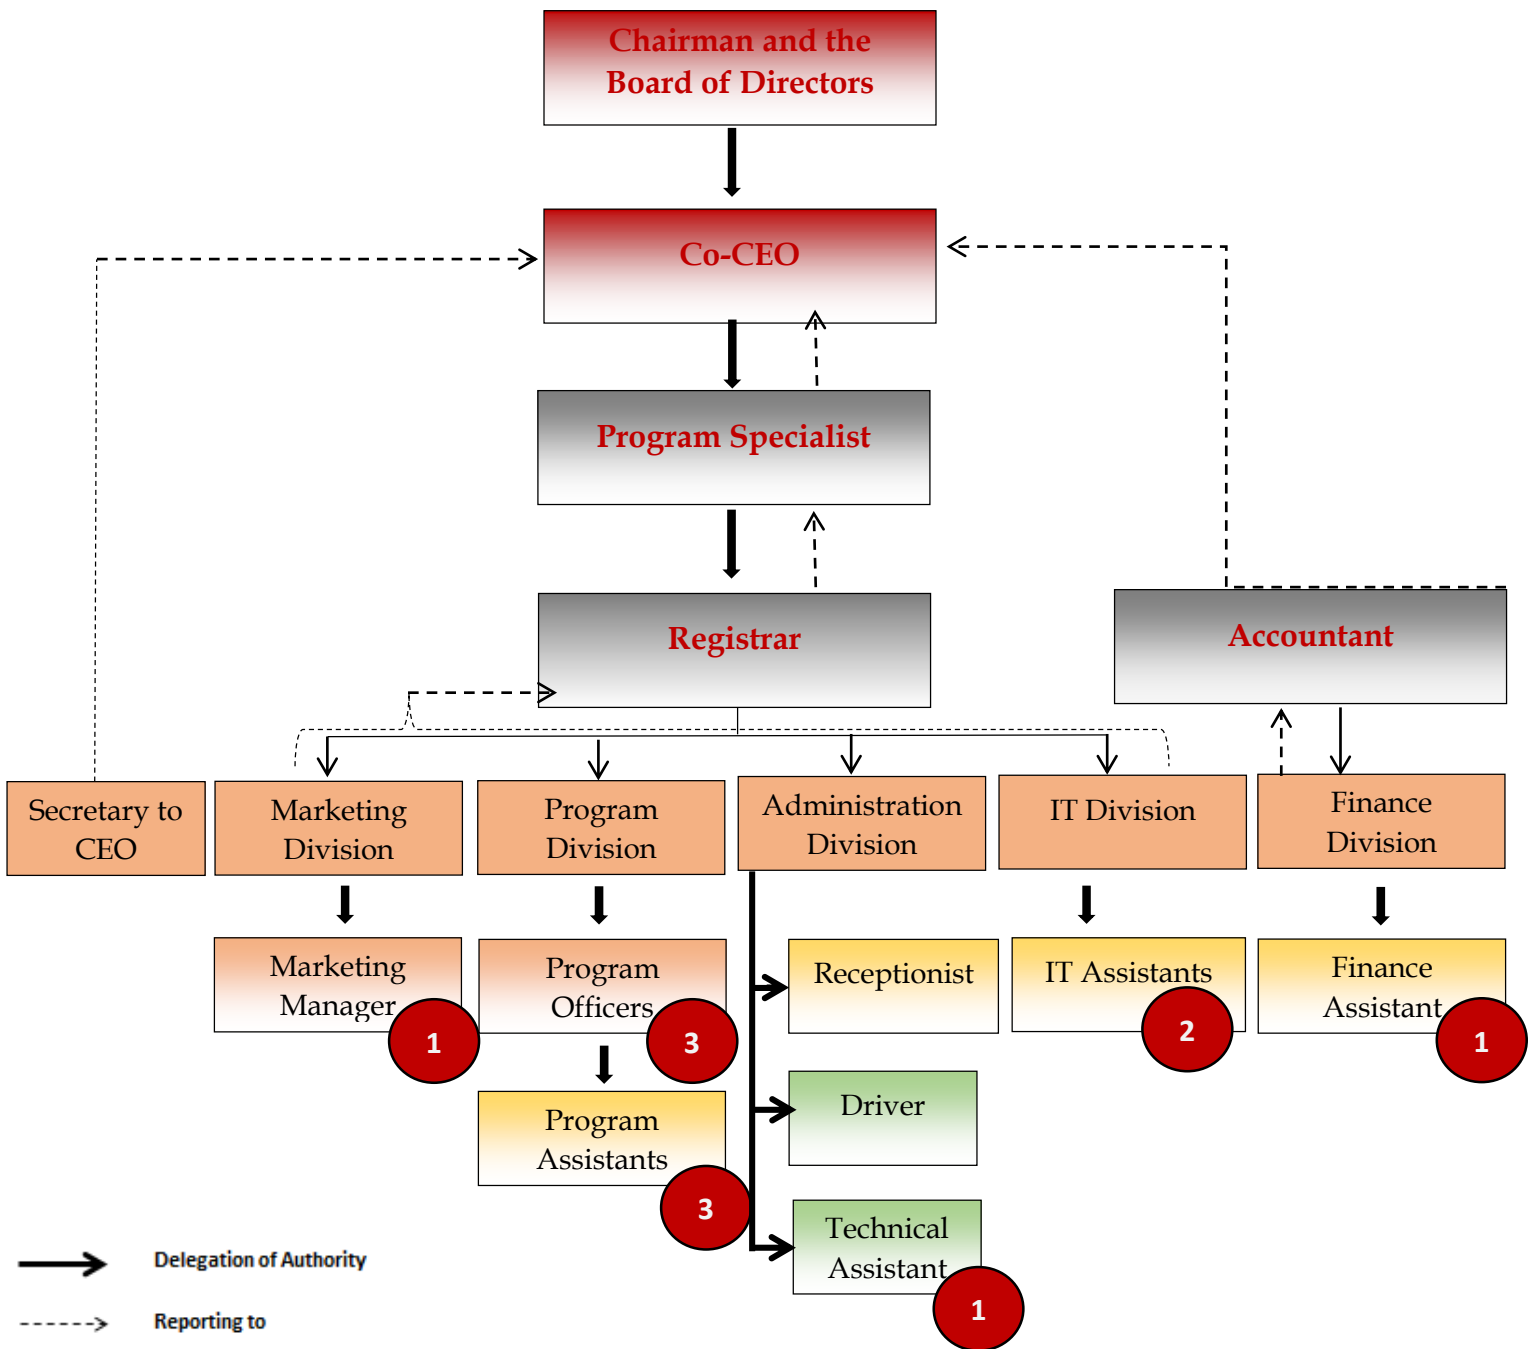 Chairman and the
Board of Directors
Co-CEO
Program Specialist
Registrar
Accountant
Secretary to
CEO
Marketing
Division
Program
Division
Administration
Division
IT Division
Finance
Division
Marketing
Manager
1
Program
Officers
3
Receptionist
IT Assistants
2
Finance
Assistant
1
Driver
Program
Assistants
3
Technical
Assistant
1
Delegation of Authority
Reporting to